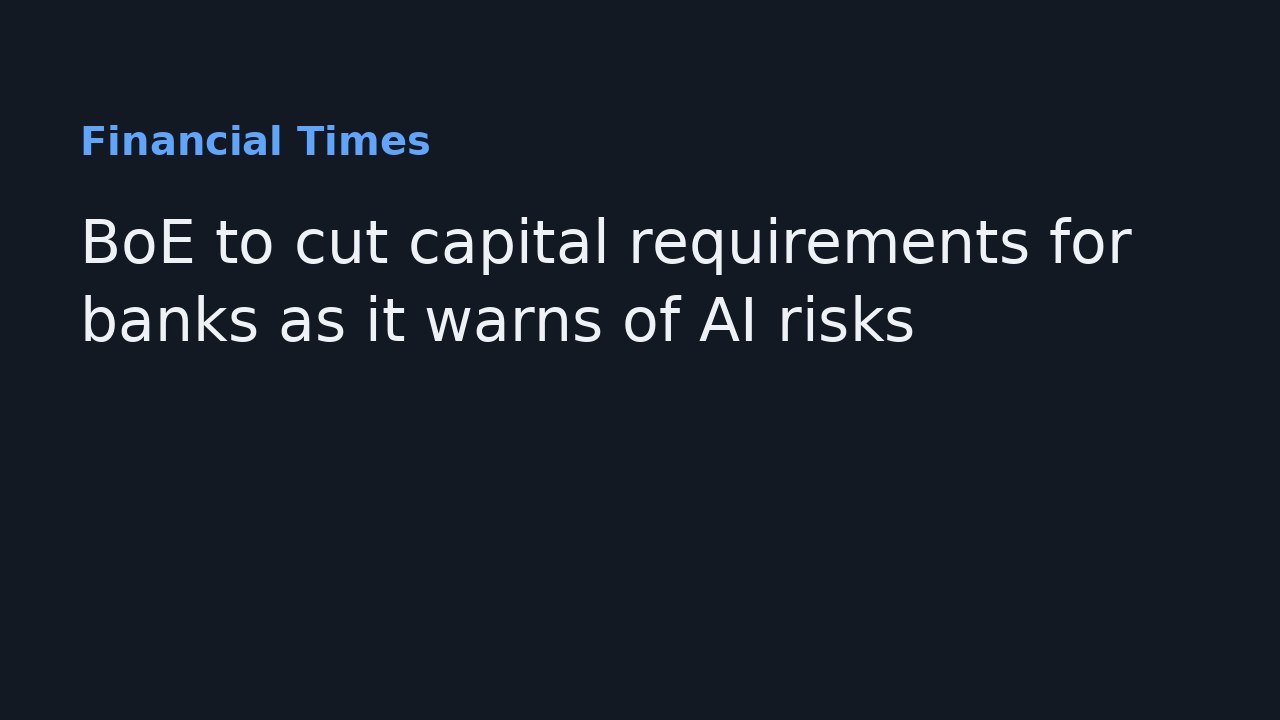 Financial Times
BoE to cut capital requirements for
banks as it warns of AI risks